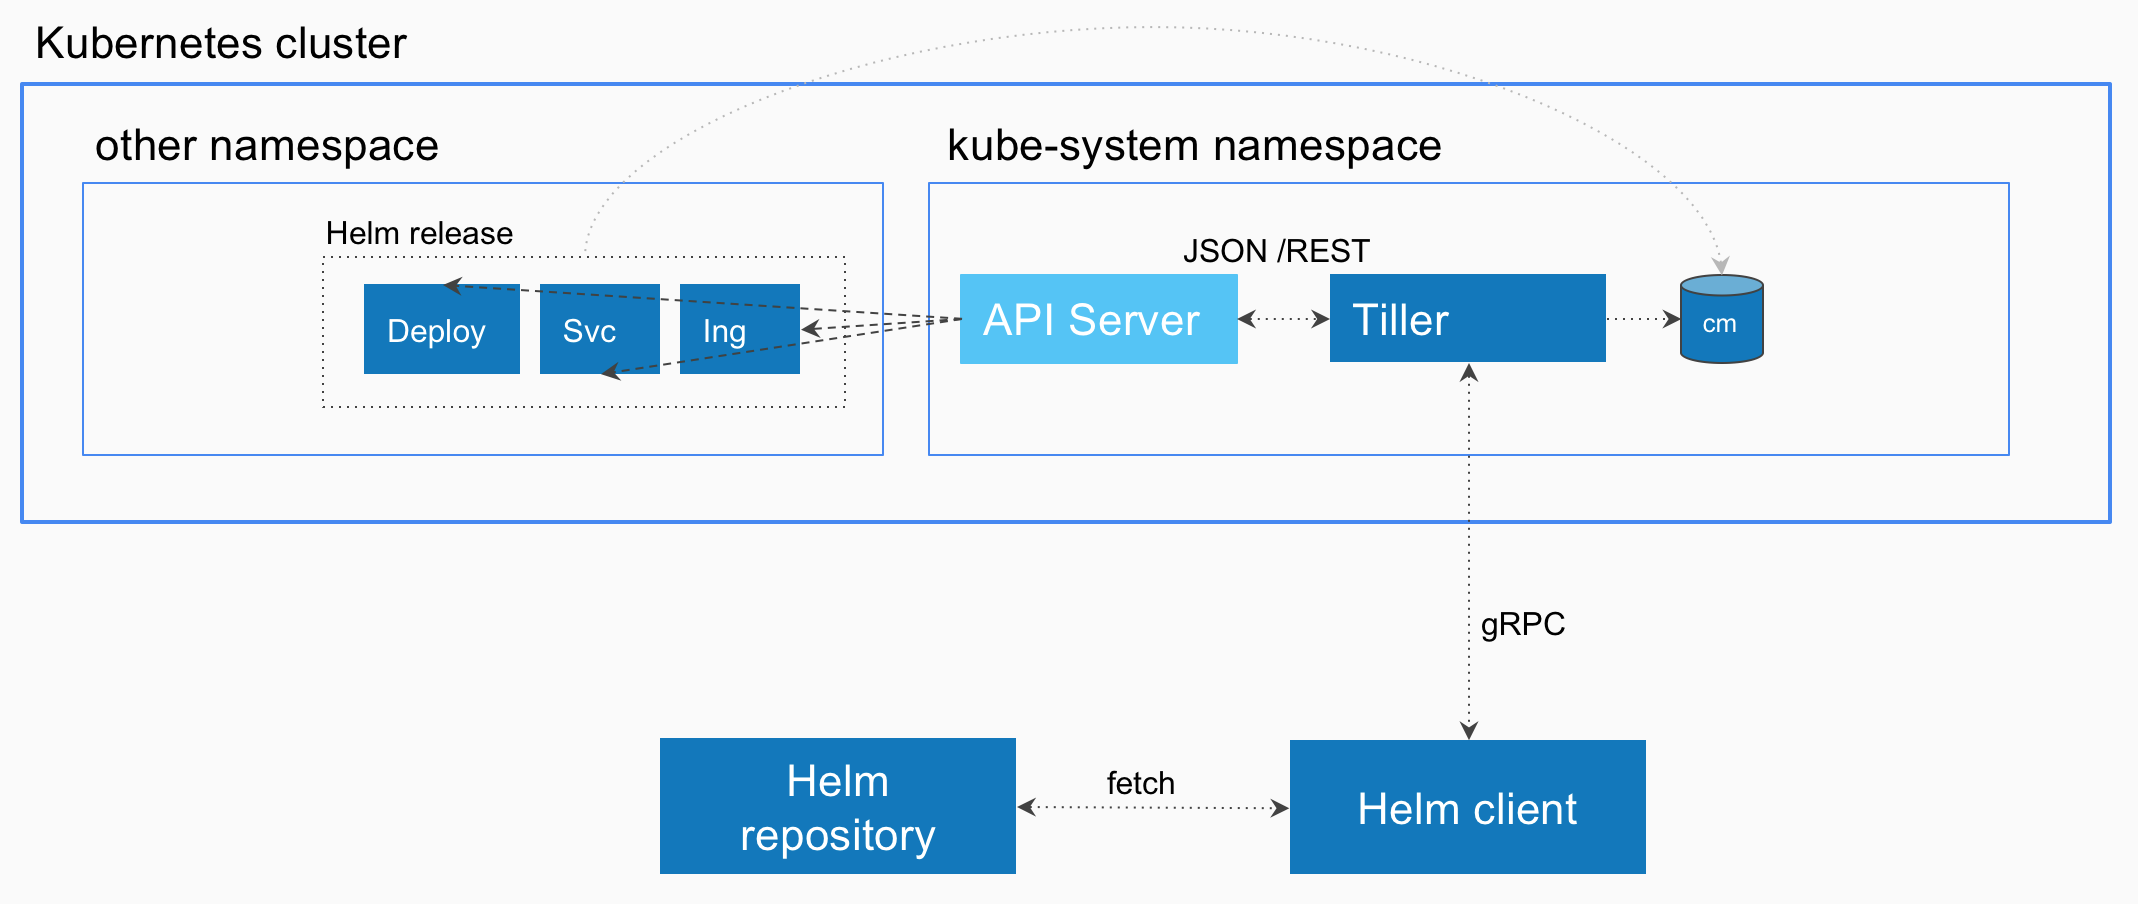 Kubernetes cluster
other namespace
kube-system namespace
Helm release
JSON /REST
Deploy
Svc
Ing
API Server
Tiller
cm
gRPC
Helm
repository
fetch
Helm client